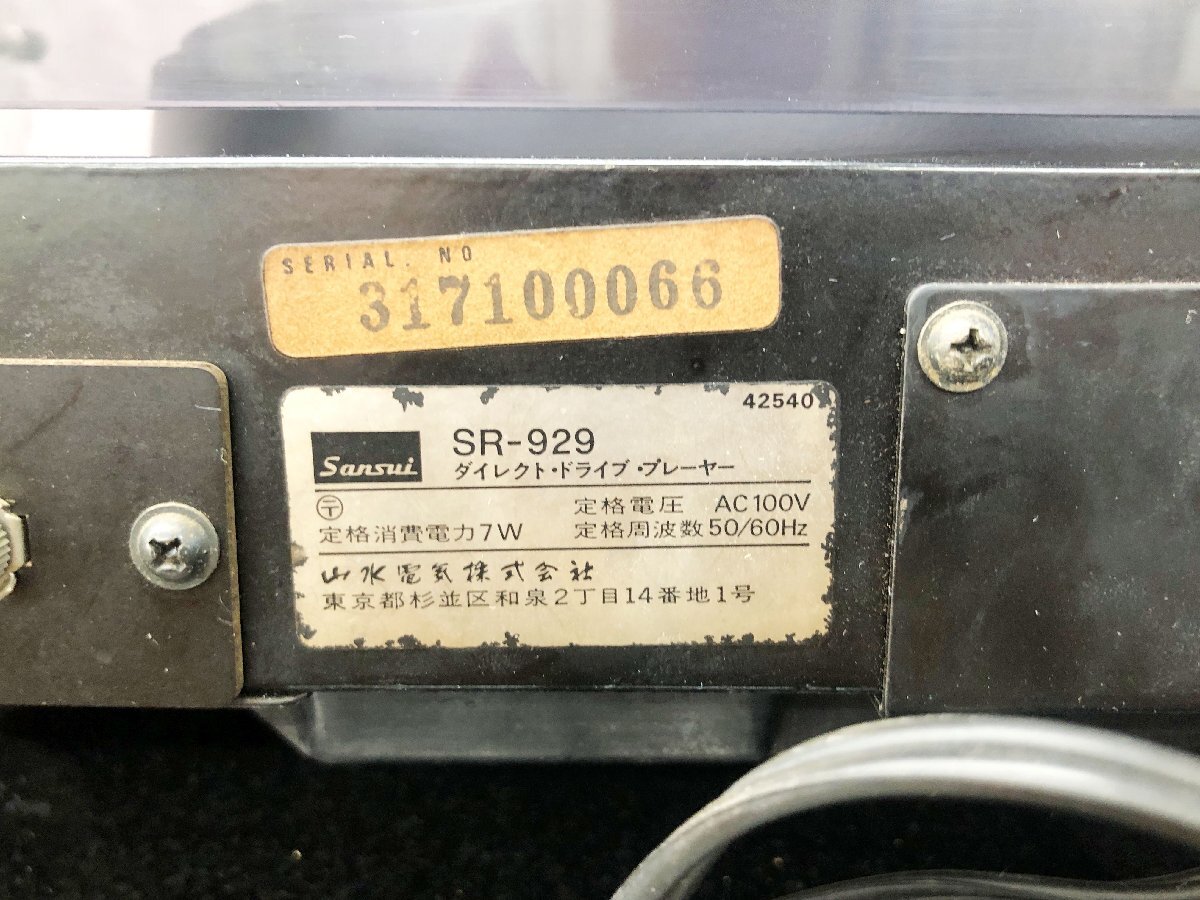 SERIAL. NO
317100066
42540
Sansui
SR-929
ダイレクト・ドライブ・プレーヤー
〒 定格電圧 AC100V
定格消費電力7W 定格周波数50/60Hz
山水電気株式会社
東京都杉並区和泉2丁目14番地1号